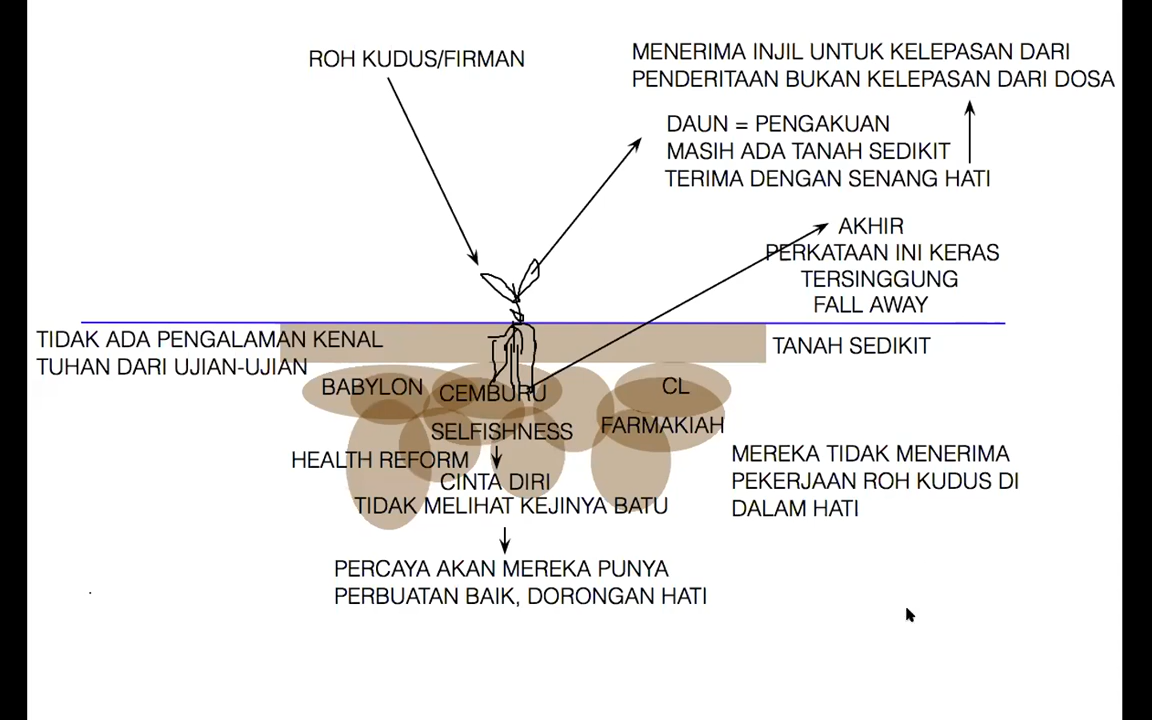 ROH KUDUS/FIRMAN
MENERIMA INJIL UNTUK KELEPASAN DARI
PENDERITAAN BUKAN KELEPASAN DARI DOSA
DAUN = PENGAKUAN
MASIH ADA TANAH SEDIKIT
TERIMA DENGAN SENANG HATI
AKHIR
PERKATAAN INI KERAS
TERSINGGUNG
FALL AWAY
TIDAK ADA PENGALAMAN KENAL
TUHAN DARI UJIAN-UJIAN
TANAH SEDIKIT
BABYLON
CEMBURU
CL
SELFISHNESS
FARMAKIAH
HEALTH REFORM
CINTA DIRI
TIDAK MELIHAT KEJINYA BATU
MEREKA TIDAK MENERIMA
PEKERJAAN ROH KUDUS DI
DALAM HATI
PERCAYA AKAN MEREKA PUNYA
PERBUATAN BAIK, DORONGAN HATI